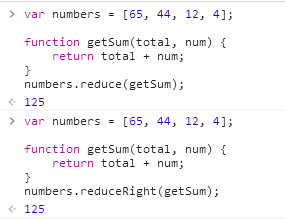 > var numbers = [65, 44, 12, 4];
function getSum(total, num) {
    return total + num;
}
numbers.reduce(getSum);
< 125
> var numbers = [65, 44, 12, 4];
function getSum(total, num) {
    return total + num;
}
numbers.reduceRight(getSum);
< 125